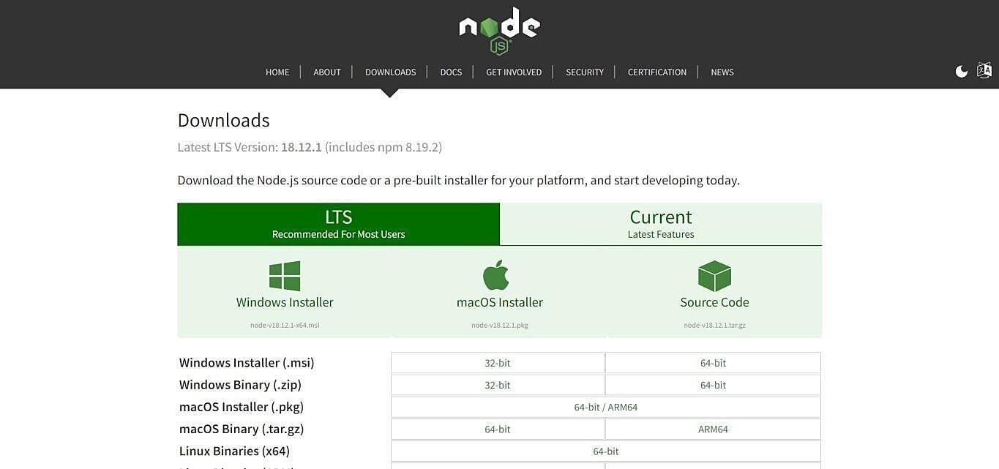 node
JS
HOME ABOUT DOWNLOADS DOCS GET INVOLVED SECURITY CERTIFICATION NEWS
Downloads
Latest LTS Version: 18.12.1 (includes npm 8.19.2)
Download the Node.js source code or a pre-built installer for your platform, and start developing today.
LTS
Recommended For Most Users
Current
Latest Features
Windows Installer
node-v18.12.1-x64.msi
macOS Installer
node-v18.12.1.pkg
Source Code
node-v18.12.1.tar.gz
Windows Installer (.msi) 32-bit 64-bit
Windows Binary (.zip) 32-bit 64-bit
macOS Installer (.pkg) 64-bit / ARM64
macOS Binary (.tar.gz) 64-bit ARM64
Linux Binaries (x64) 64-bit